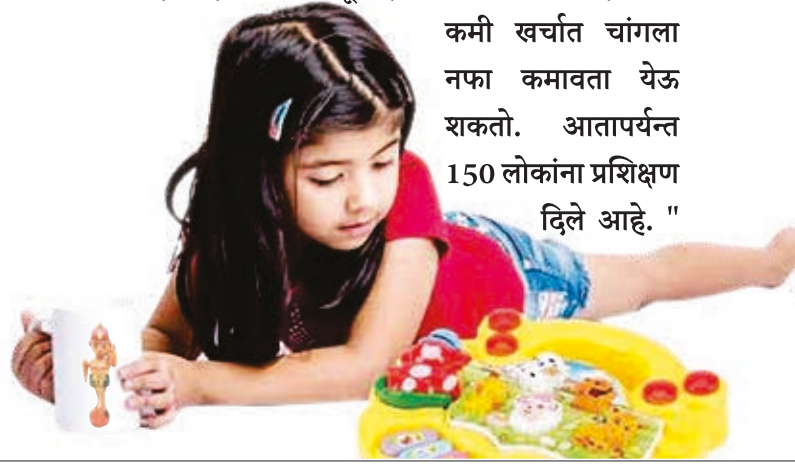 कमी खर्चात चांगला
नफा कमावता येऊ
शकतो. आतापर्यन्त
150 लोकांना प्रशिक्षण
दिले आहे. "